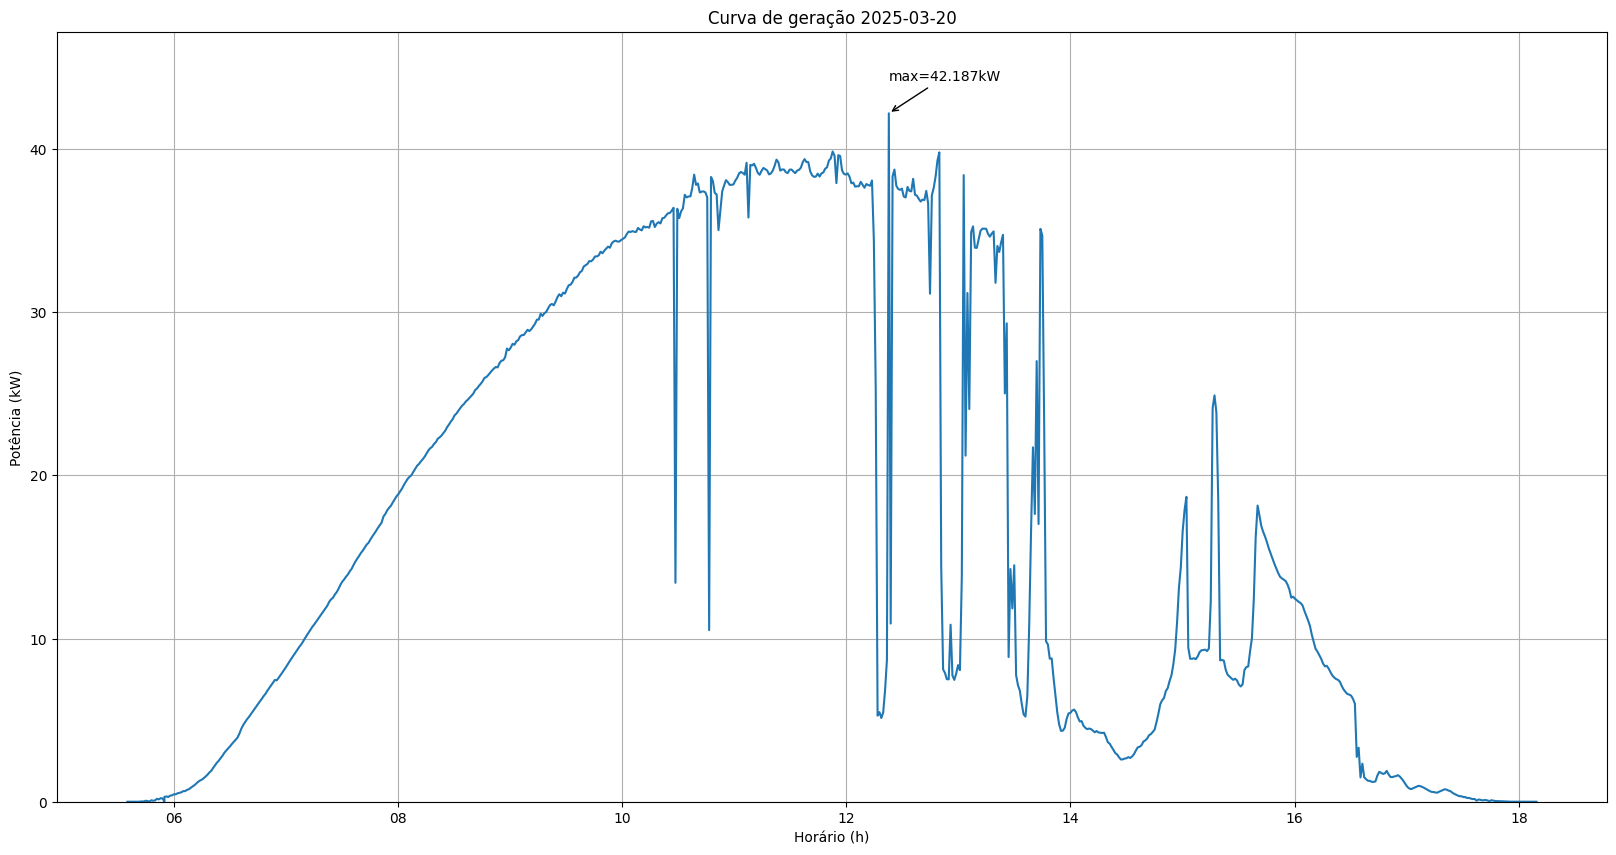 Curva de geração 2025-03-20
max=42.187kW
40
30
20
10
0
Potência (kW)
06 08 10 12 14 16 18
Horário (h)